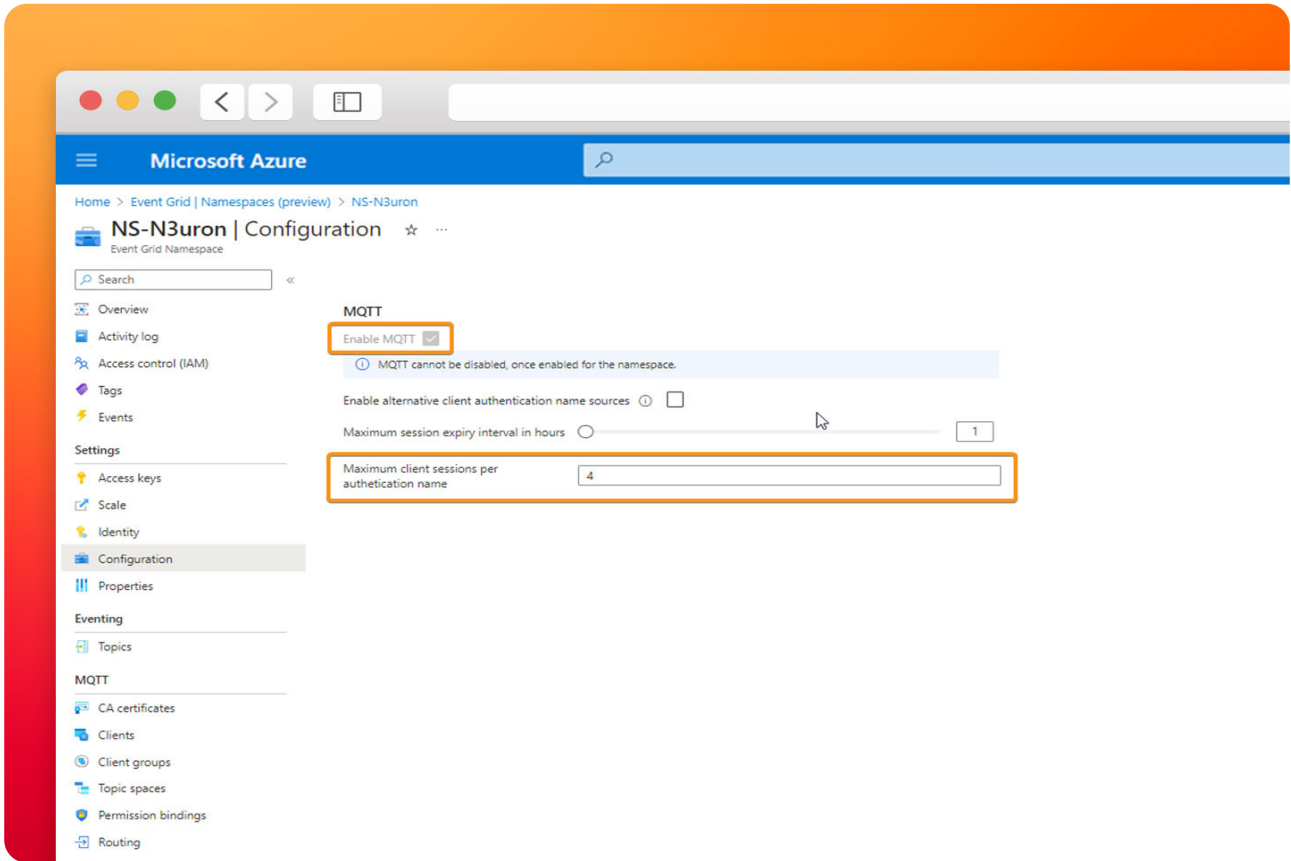 Microsoft Azure
Home > Event Grid | Namespaces (preview) > NS-N3uron
NS-N3uron | Configuration
Event Grid Namespace
Search
Overview
Activity log
Access control (IAM)
Tags
Events
Settings
Access keys
Scale
Identity
Configuration
Properties
Eventing
Topics
MQTT
CA certificates
Clients
Client groups
Topic spaces
Permission bindings
Routing
MQTT
Enable MQTT
MQTT cannot be disabled, once enabled for the namespace.
Enable alternative client authentication name sources
Maximum session expiry interval in hours
1
Maximum client sessions per
authetication name
4